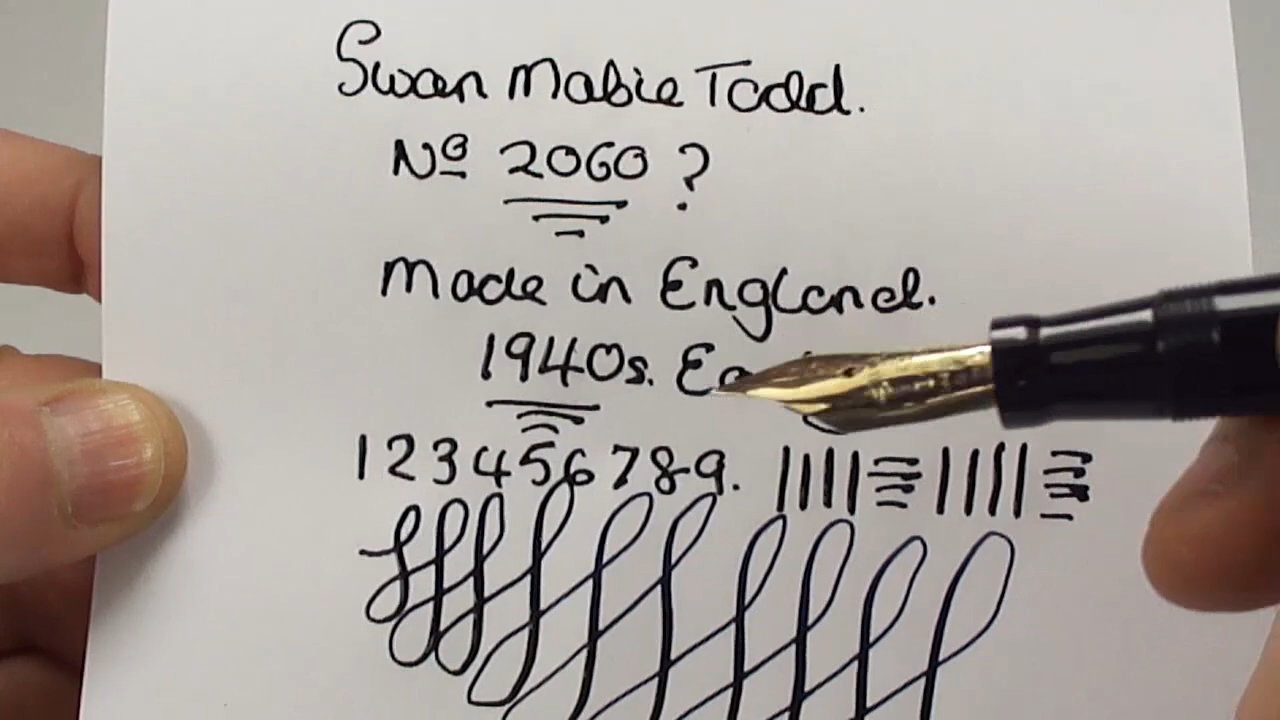 Swan Mabie Todd.
Nº 2060 ?
Made in England.
1940s.
123456789.